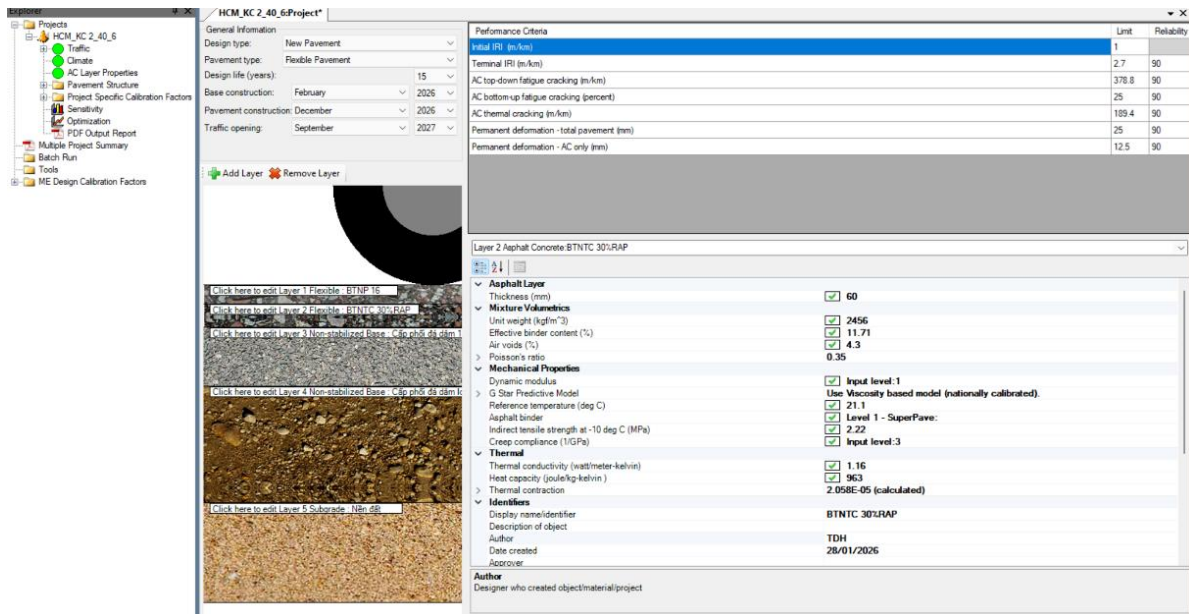 Explorer
Projects
HCM_KC 2_40_6
Traffic
Climate
AC Layer Properties
Pavement Structure
Project Specific Calibration Factors
Sensitivity
Optimization
PDF Output Report
Multiple Project Summary
Batch Run
Tools
ME Design Calibration Factors
HCM_KC 2_40_6:Project*
General Information
Design type: New Pavement
Pavement type: Flexible Pavement
Design life (years): 15
Base construction: February 2026
Pavement construction: December 2026
Traffic opening: September 2027
Add Layer Remove Layer
Click here to edit Layer 1 Flexible : BTNP 16
Click here to edit Layer 2 Flexible : BTNTC 30%RAP
Click here to edit Layer 3 Non-stabilized Base : Cấp phối đá dăm 1
Click here to edit Layer 4 Non-stabilized Base : Cấp phối đá dăm
Click here to edit Layer 5 Subgrade : Nền đất
Performance Criteria Limit Reliability
Initial IRI (m/km) 1
Terminal IRI (m/km) 2.7 90
AC top-down fatigue cracking (m/km) 378.8 90
AC bottom-up fatigue cracking (percent) 25 90
AC thermal cracking (m/km) 189.4 90
Permanent deformation - total pavement (mm) 25 90
Permanent deformation - AC only (mm) 12.5 90
Layer 2 Asphalt Concrete:BTNTC 30%RAP
Asphalt Layer
Thickness (mm) 60
Mixture Volumetrics
Unit weight (kgf/m^3) 2456
Effective binder content (%) 11.71
Air voids (%) 4.3
Poisson's ratio 0.35
Mechanical Properties
Dynamic modulus Input level:1
G Star Predictive Model Use Viscosity based model (nationally calibrated).
Reference temperature (deg C) 21.1
Asphalt binder Level 1 - SuperPave:
Indirect tensile strength at -10 deg C (MPa) 2.22
Creep compliance (1/GPa) Input level:3
Thermal
Thermal conductivity (watt/meter-kelvin) 1.16
Heat capacity (joule/kg-kelvin ) 963
Thermal contraction 2.058E-05 (calculated)
Identifiers
Display name/identifier BTNTC 30%RAP
Description of object
Author TDH
Date created 28/01/2026
Approver
Author
Designer who created object/material/project